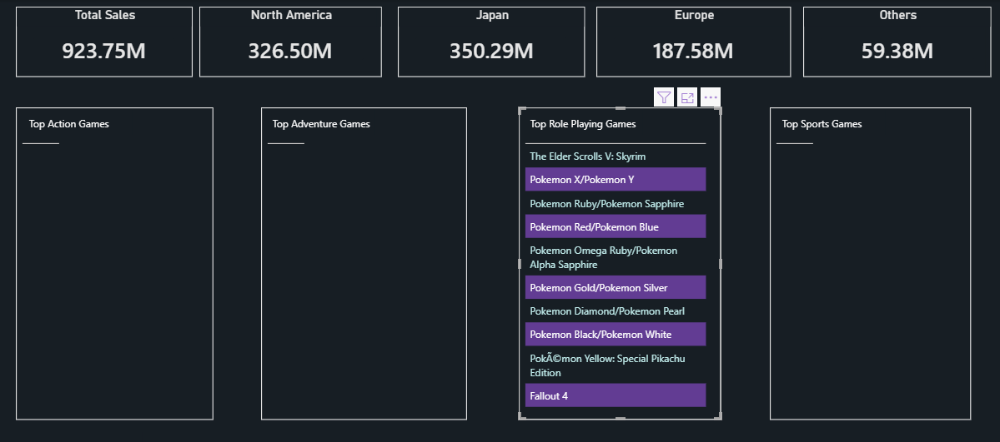 Total Sales
923.75M
North America
326.50M
Japan
350.29M
Europe
187.58M
Others
59.38M
Top Action Games
Top Adventure Games
Top Role Playing Games
The Elder Scrolls V: Skyrim
Pokemon X/Pokemon Y
Pokemon Ruby/Pokemon Sapphire
Pokemon Red/Pokemon Blue
Pokemon Omega Ruby/Pokemon
Alpha Sapphire
Pokemon Gold/Pokemon Silver
Pokemon Diamond/Pokemon Pearl
Pokemon Black/Pokemon White
PokÃ©mon Yellow: Special Pikachu
Edition
Fallout 4
Top Sports Games